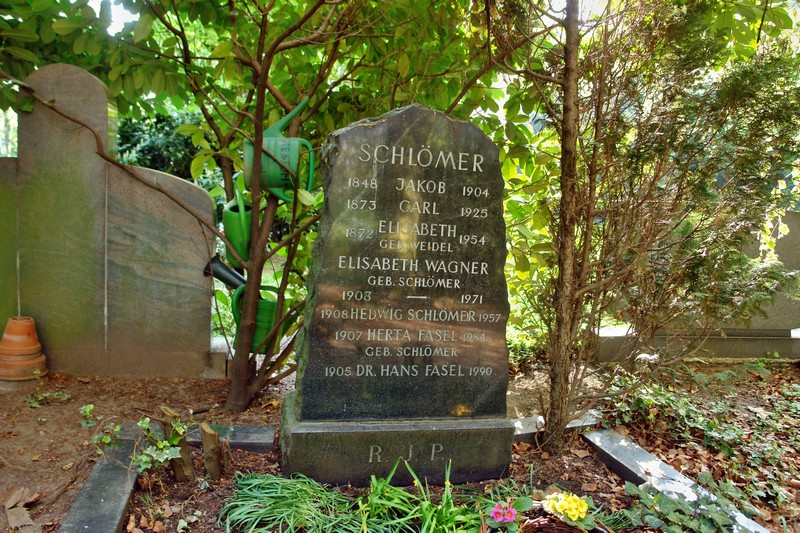 SCHLÖMER
1848 JAKOB 1904
1873 CARL 1925
1872 ELISABETH 1954
GEB. WEIDEL
ELISABETH WAGNER
GEB. SCHLÖMER
1903 — 1971
1908 HEDWIG SCHLÖMER 1957
1907 HERTA FASEL 1984
GEB. SCHLÖMER
1905 DR. HANS FASEL 1990
R.I.P.